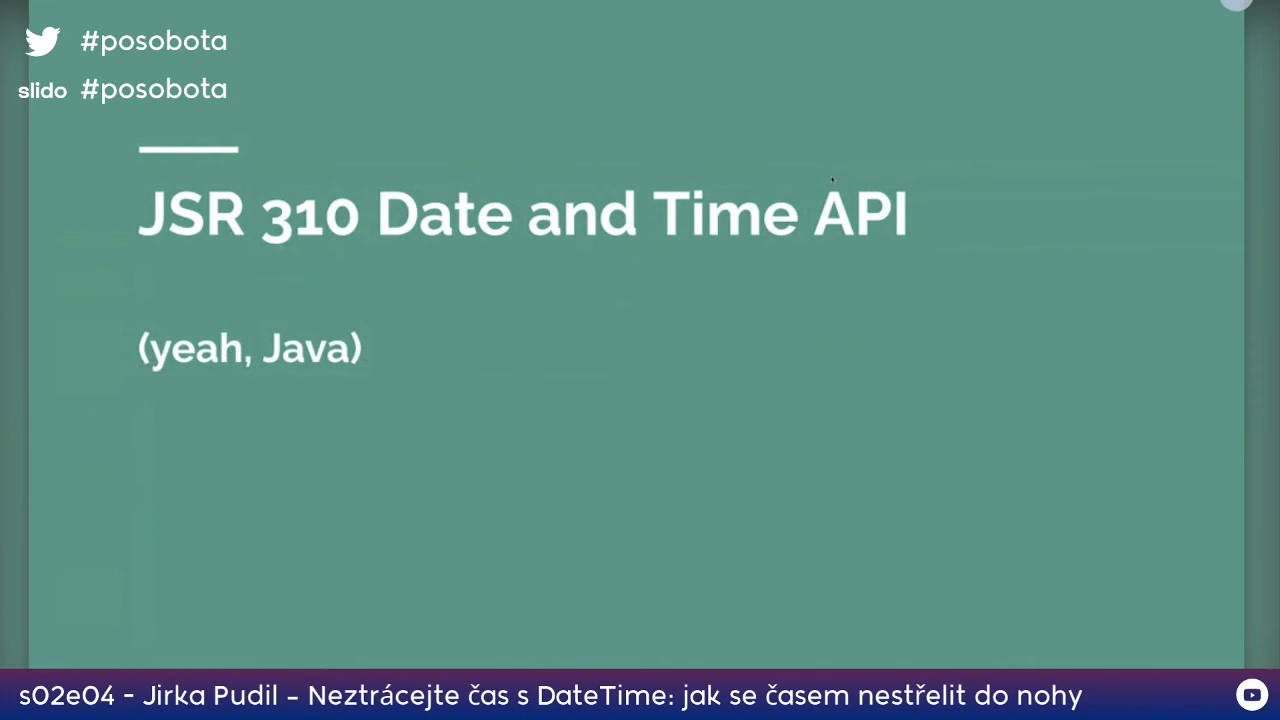 #posobota
slido #posobota
JSR 310 Date and Time API
(yeah, Java)
s02e04 - Jirka Pudil – Neztrácejte čas s DateTime: jak se časem nestřelit do nohy